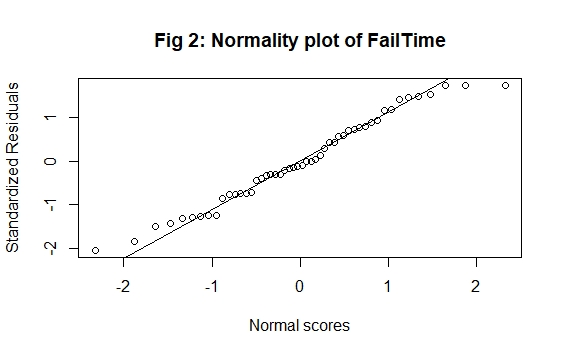 Fig 2: Normality plot of FailTime
Standardized Residuals
1
0
-1
-2
-2 -1 0 1 2
Normal scores